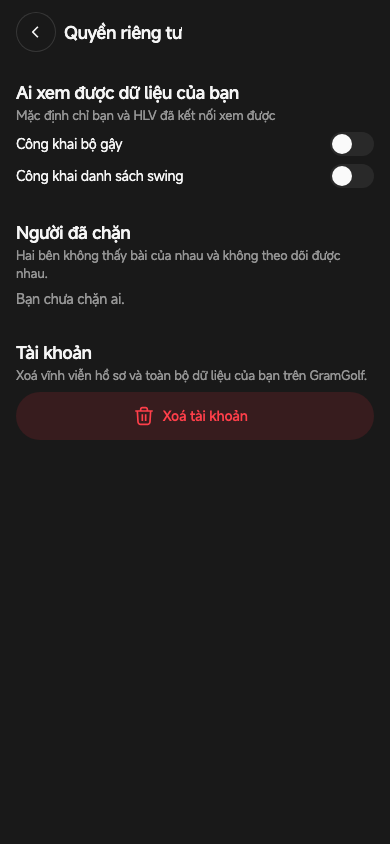 Quyền riêng tư
Ai xem được dữ liệu của bạn
Mặc định chỉ bạn và HLV đã kết nối xem được
Công khai bộ gậy
Công khai danh sách swing
Người đã chặn
Hai bên không thấy bài của nhau và không theo dõi được
nhau.
Bạn chưa chặn ai.
Tài khoản
Xoá vĩnh viễn hồ sơ và toàn bộ dữ liệu của bạn trên GramGolf.
Xoá tài khoản